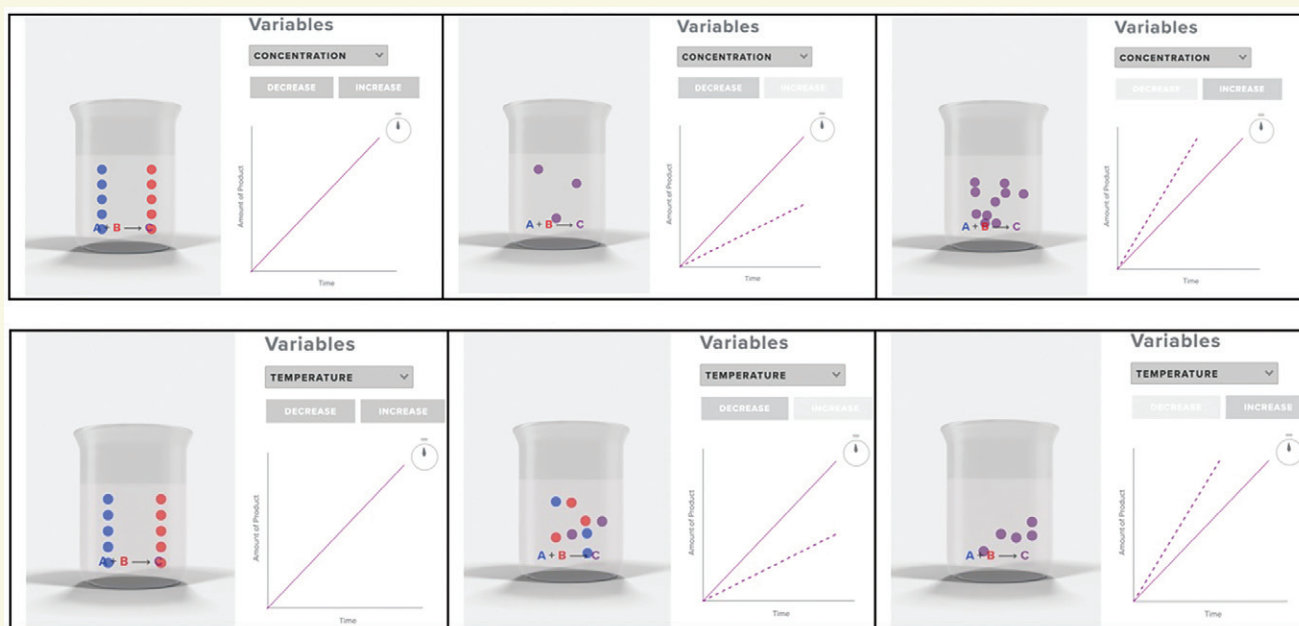 Variables
CONCENTRATION
DECREASE INCREASE
Amount of Product
A + B → C
Time
Variables
CONCENTRATION
DECREASE INCREASE
Amount of Product
A + B → C
Time
Variables
CONCENTRATION
DECREASE INCREASE
Amount of Product
A + B → C
Time
Variables
TEMPERATURE
DECREASE INCREASE
Amount of Product
A + B → C
Time
Variables
TEMPERATURE
DECREASE INCREASE
Amount of Product
A + B → C
Time
Variables
TEMPERATURE
DECREASE INCREASE
Amount of Product
A + B → C
Time